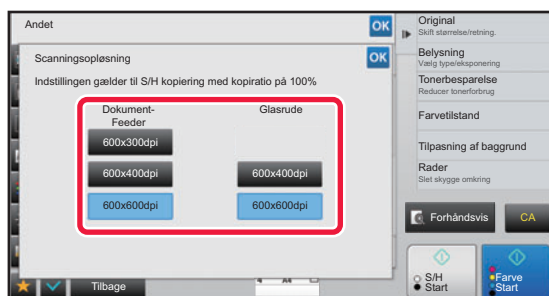 Andet
OK
Scanningsopløsning
OK
Indstillingen gælder til S/H kopiering med kopiratio på 100%
Dokument-
Feeder
Glasrude
600x300dpi
600x400dpi
600x400dpi
600x600dpi
600x600dpi
Tilbage
Original
Skift størrelse/retning.
Belysning
Vælg type/eksponering
Tonerbesparelse
Reducer tonerforbrug
Farvetilstand
Tilpasning af baggrund
Rader
Slet skygge omkring
Forhåndsvis
CA
S/H
Start
Farve
Start